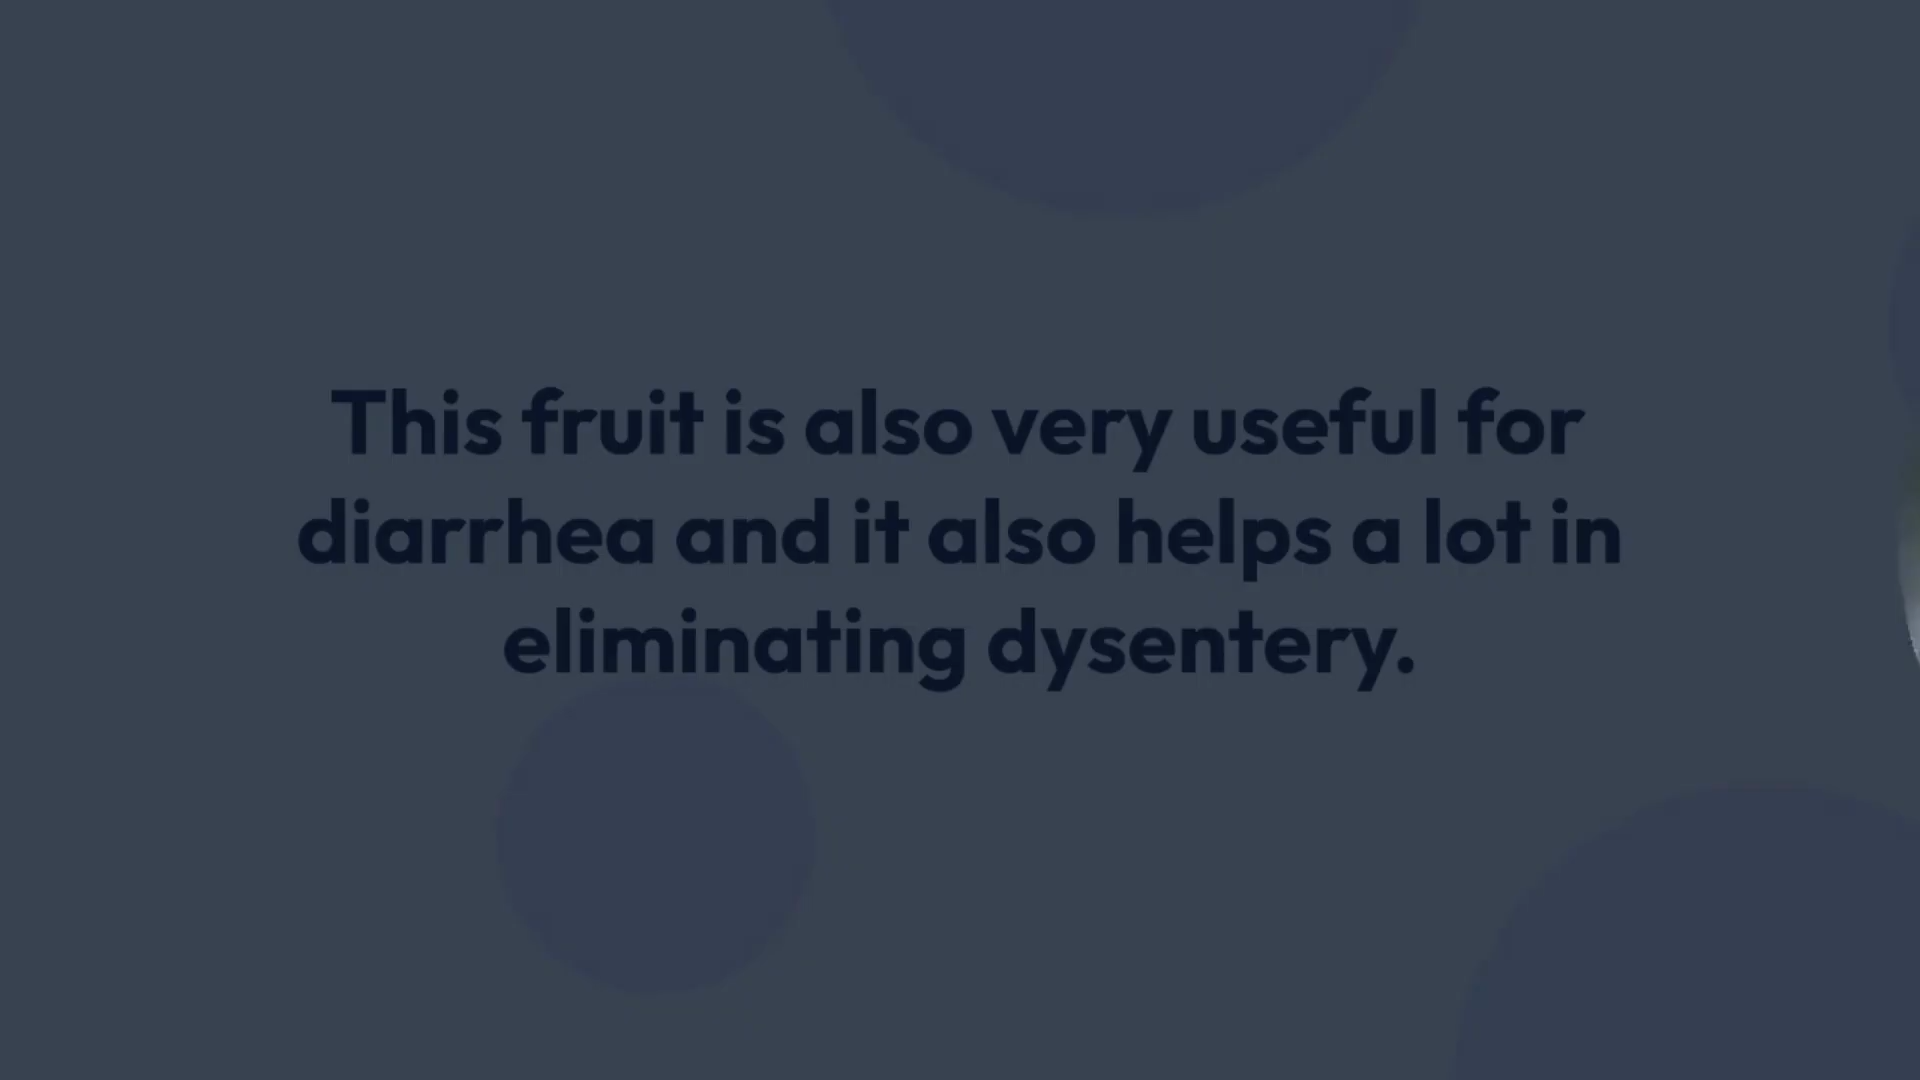 This fruit is also very useful for
diarrhea and it also helps a lot in
eliminating dysentery.